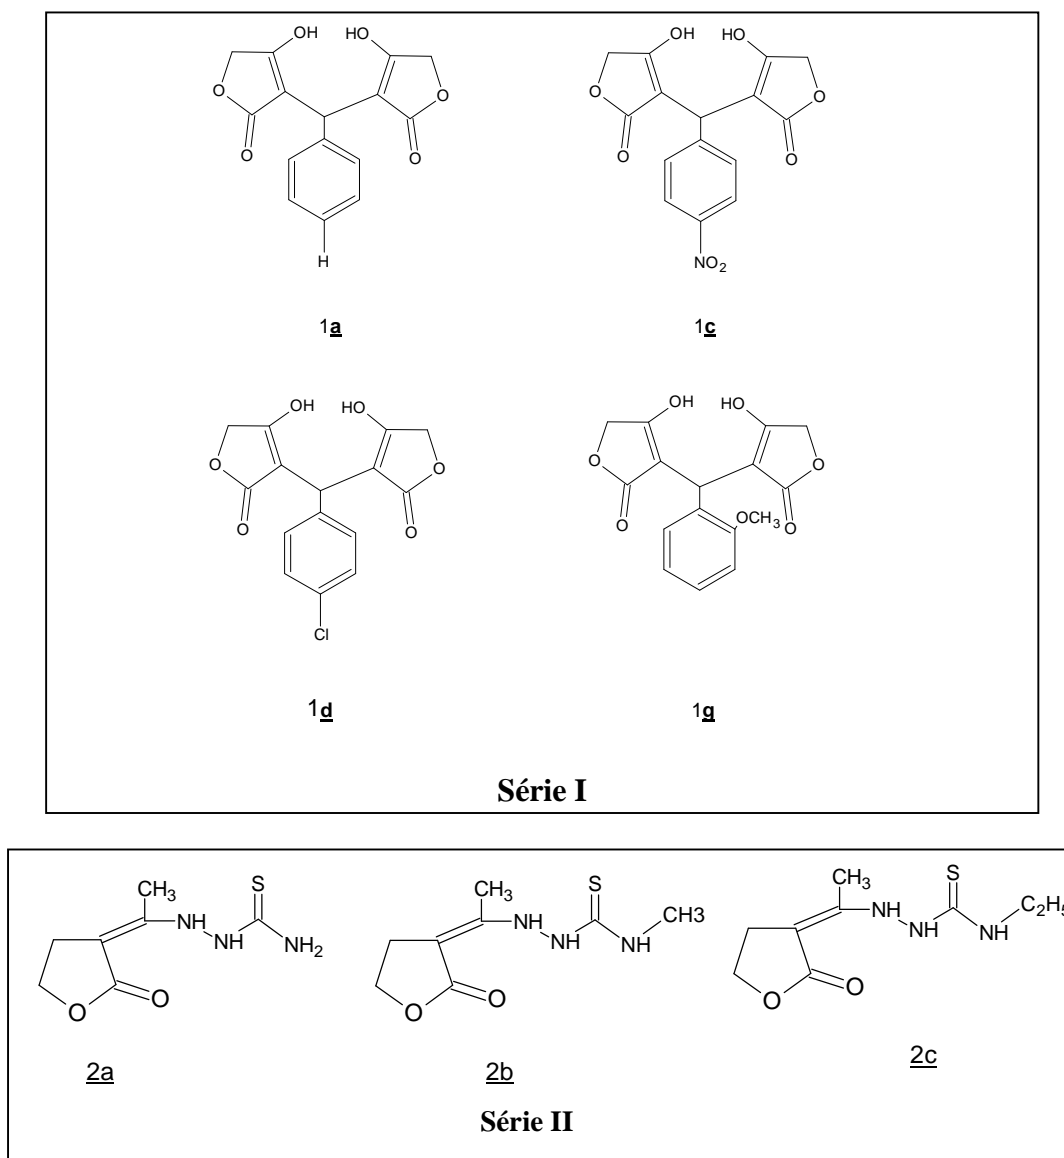 OH HO OH HO
O O O O
O O O O
H NO2
1a 1c
OH HO OH HO
O O O O
O O OCH3 O O
Cl
1d 1g
Série I
CH3 S CH3 S CH3 S
NH NH NH2 NH NH NH CH3 NH NH NH C2H5
O O O O O O
2a 2b 2c
Série II